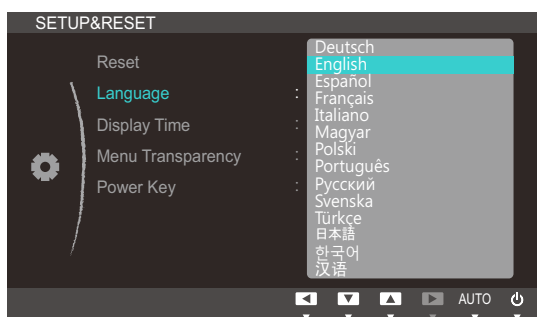 SETUP&RESET
Reset
Language :
Display Time :
Menu Transparency :
Power Key :
Deutsch
English
Español
Français
Italiano
Magyar
Polski
Português
Русский
Svenska
Türkçe
日本語
한국어
汉语
AUTO